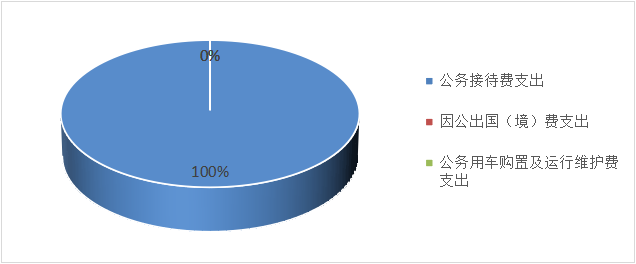 0%
100%
公务接待费支出
因公出国（境）费支出
公务用车购置及运行维护费
支出